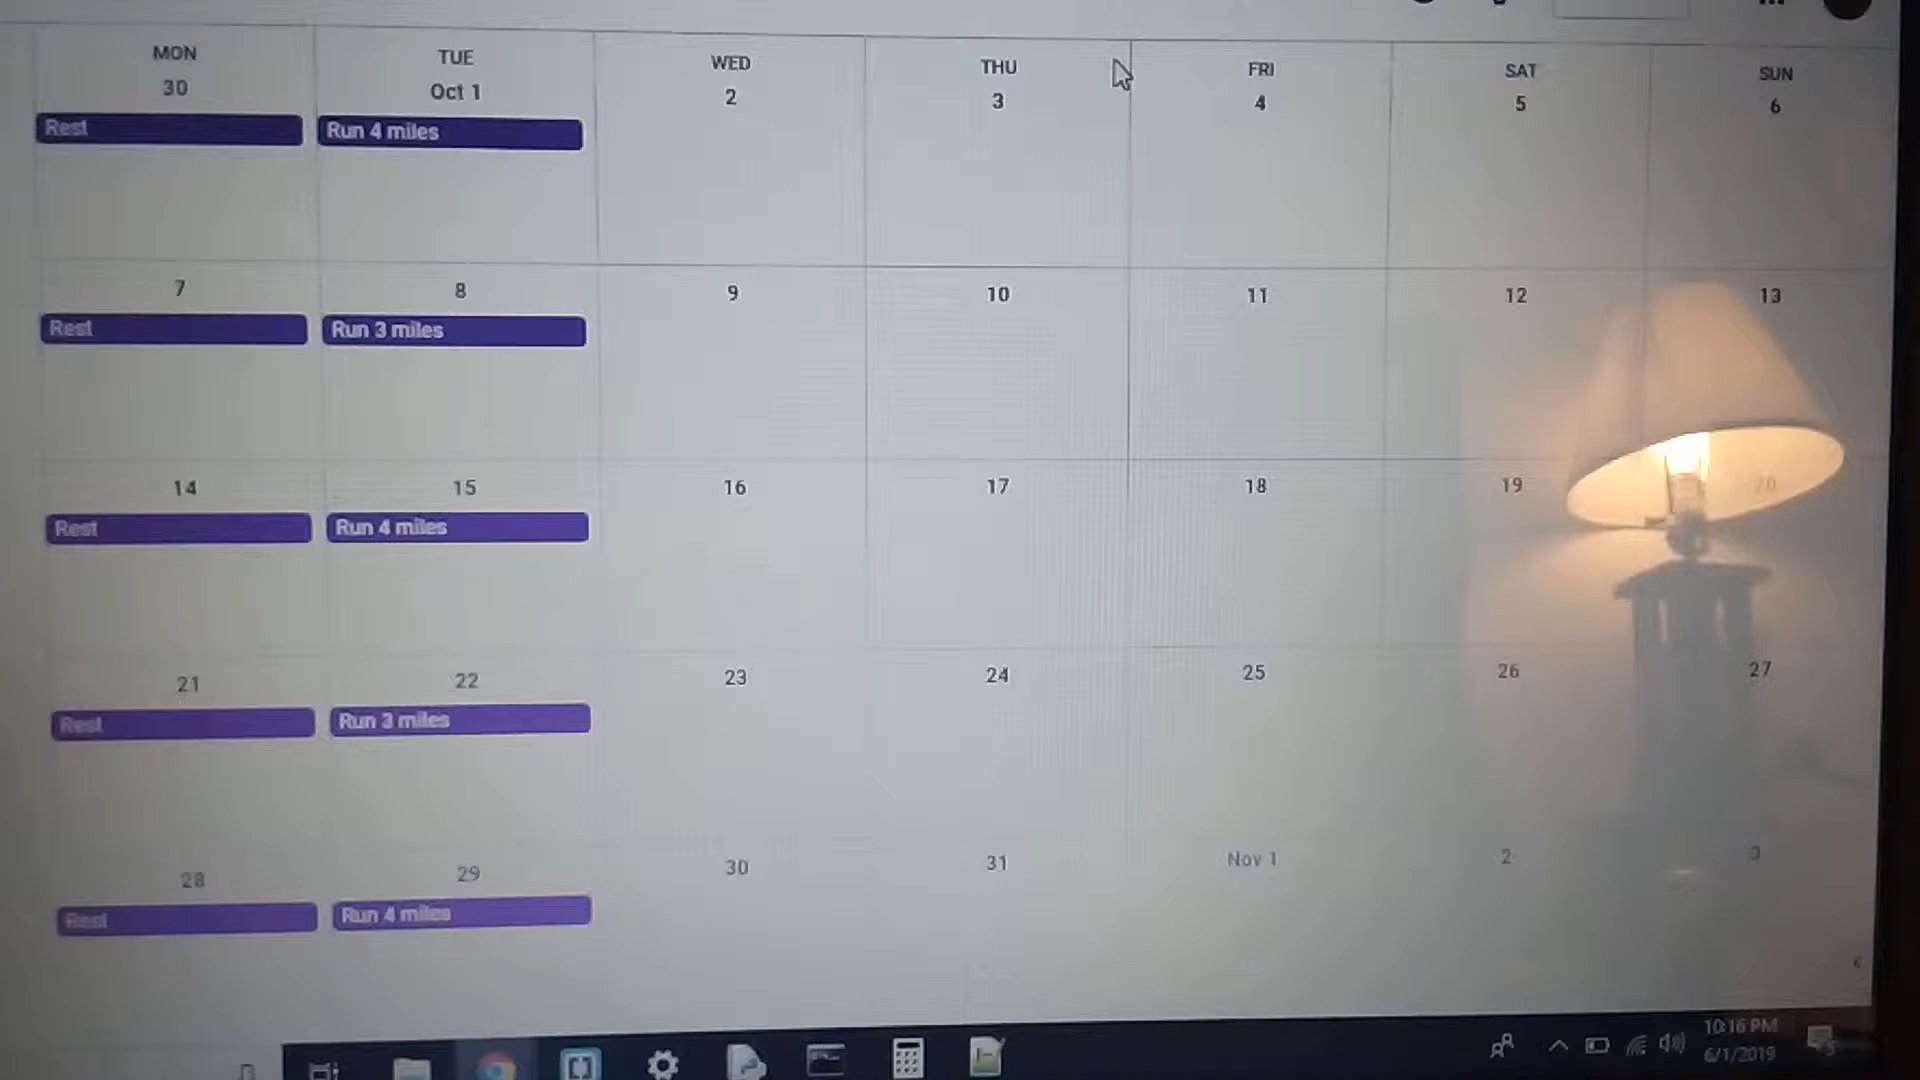 MON TUE WED THU FRI SAT SUN
30 Oct 1 2 3 4 5 6
Rest Run 4 miles
7 8 9 10 11 12 13
Rest Run 3 miles
14 15 16 17 18 19 20
Rest Run 4 miles
21 22 23 24 25 26 27
Rest Run 3 miles
28 29 30 31 Nov 1 2 3
Rest Run 4 miles
10:16 PM
6/1/2019